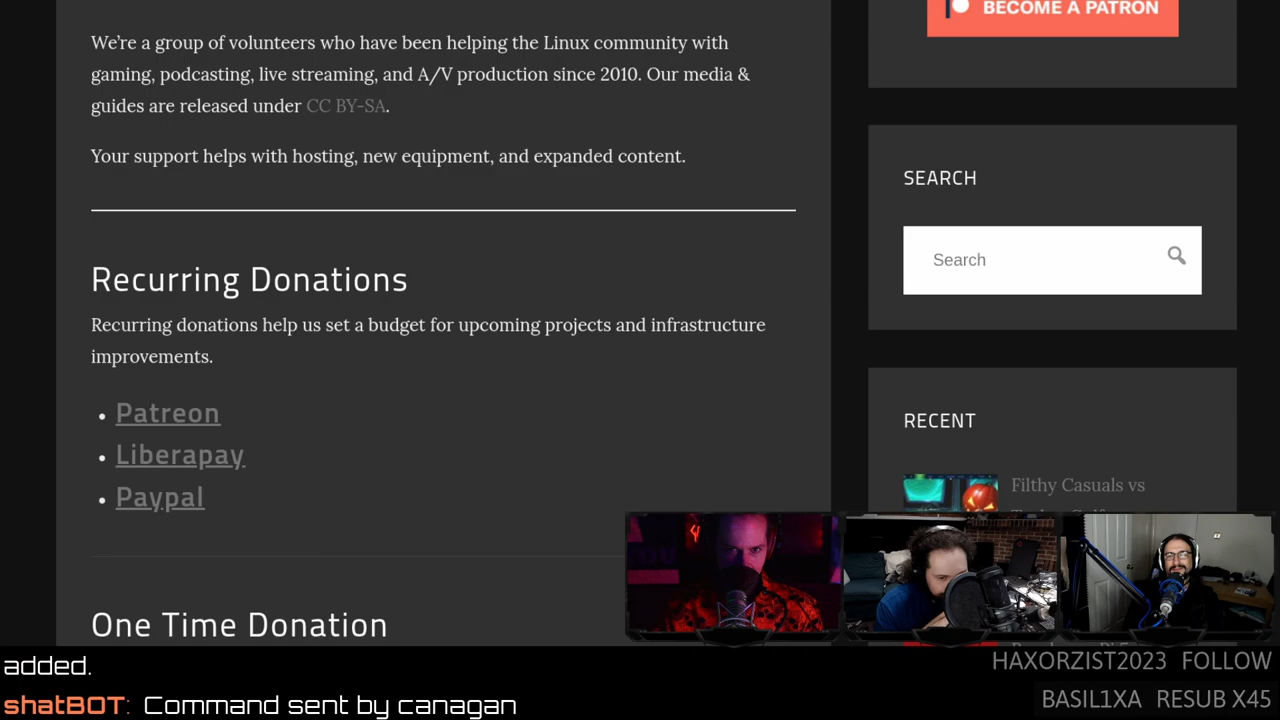 BECOME A PATRON
We're a group of volunteers who have been helping the Linux community with
gaming, podcasting, live streaming, and A/V production since 2010. Our media &
guides are released under CC BY-SA.
Your support helps with hosting, new equipment, and expanded content.
SEARCH
Search
Recurring Donations
Recurring donations help us set a budget for upcoming projects and infrastructure
improvements.
• Patreon
• Liberapay
• Paypal
RECENT
Filthy Casuals vs
One Time Donation
added.
shatBOT: Command sent by canagan
HAXORZIST2023 FOLLOW
BASIL1XA RESUB X45